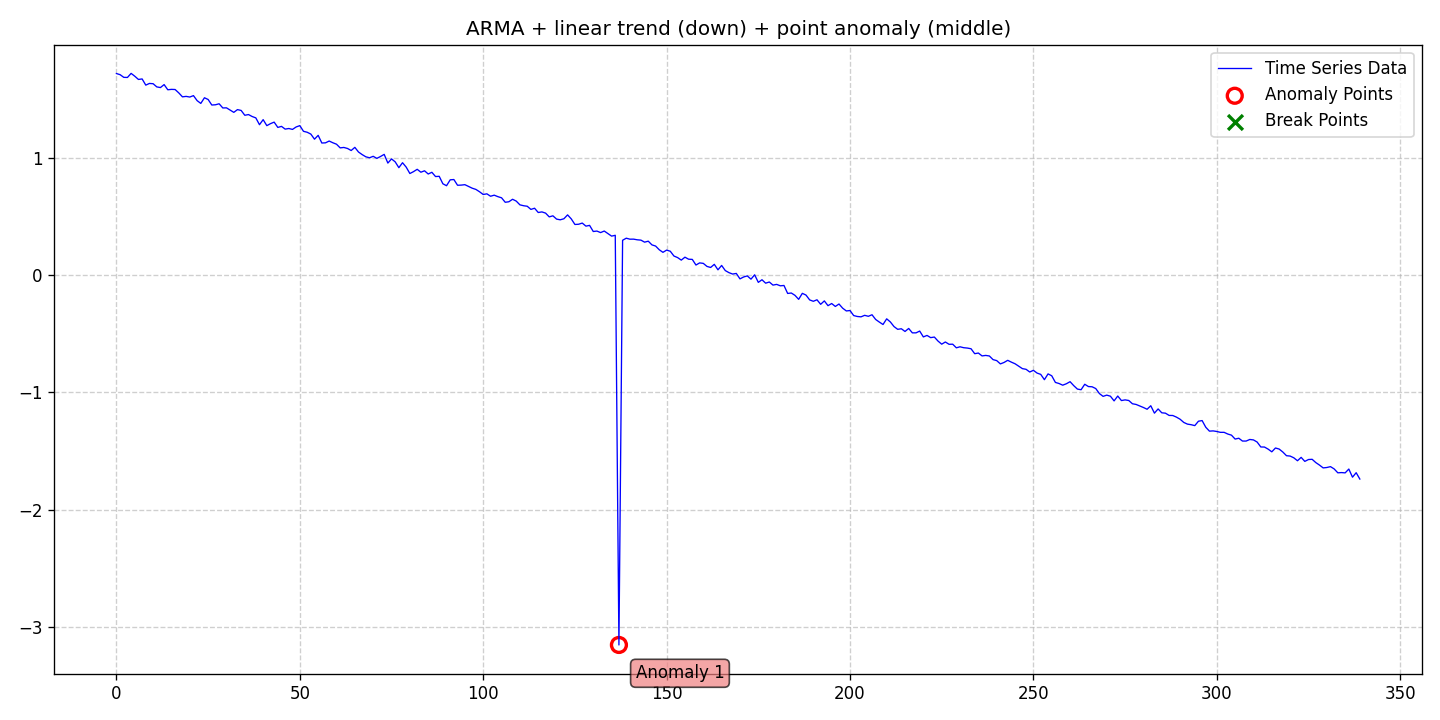 ARMA + linear trend (down) + point anomaly (middle)
Time Series Data
Anomaly Points
Break Points
1
0
−1
−2
−3
Anomaly 1
0
50
100
150
200
250
300
350